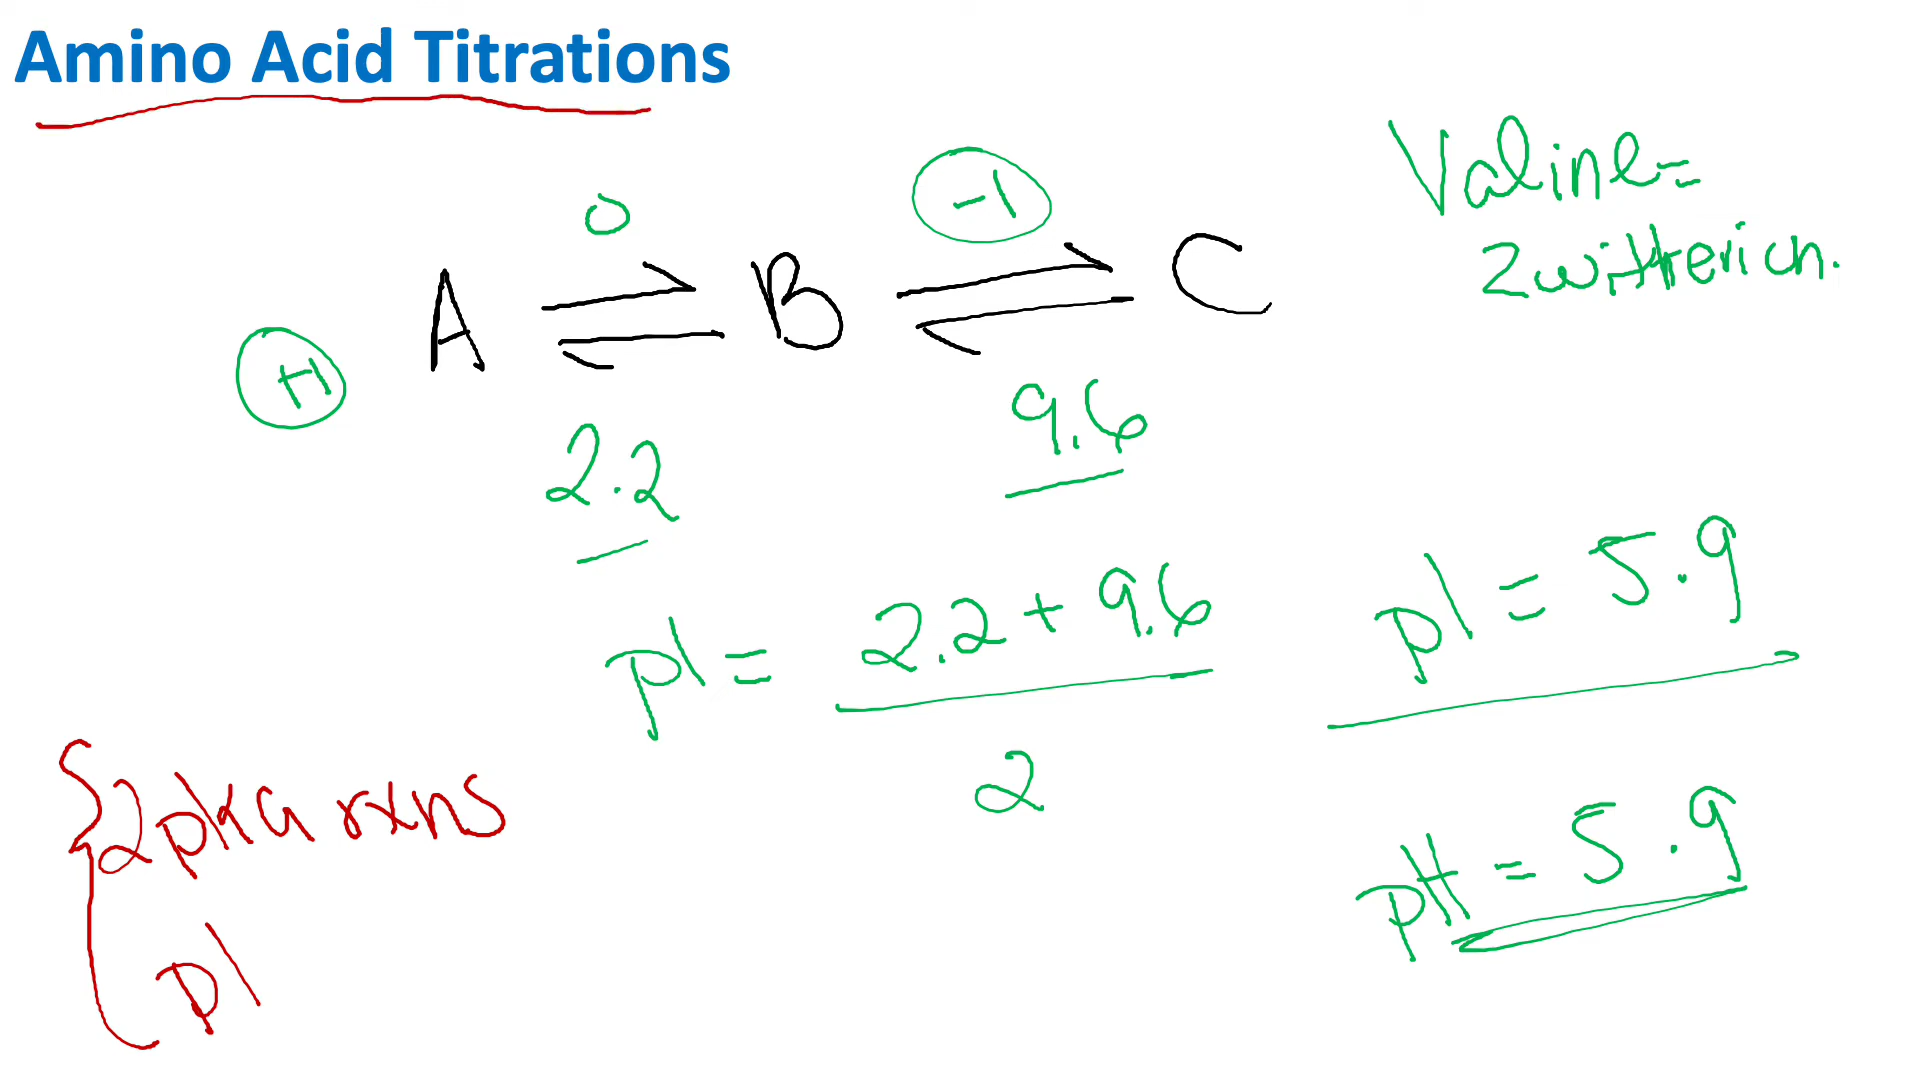 Amino Acid Titrations
Valine=
Zwitterion.
0
-1
A ⇌ B ⇌ C
+1
2.2
9.6
pI = 2.2 + 9.6
2
pI = 5.9
pH = 5.9
{2 pka rxns
pI